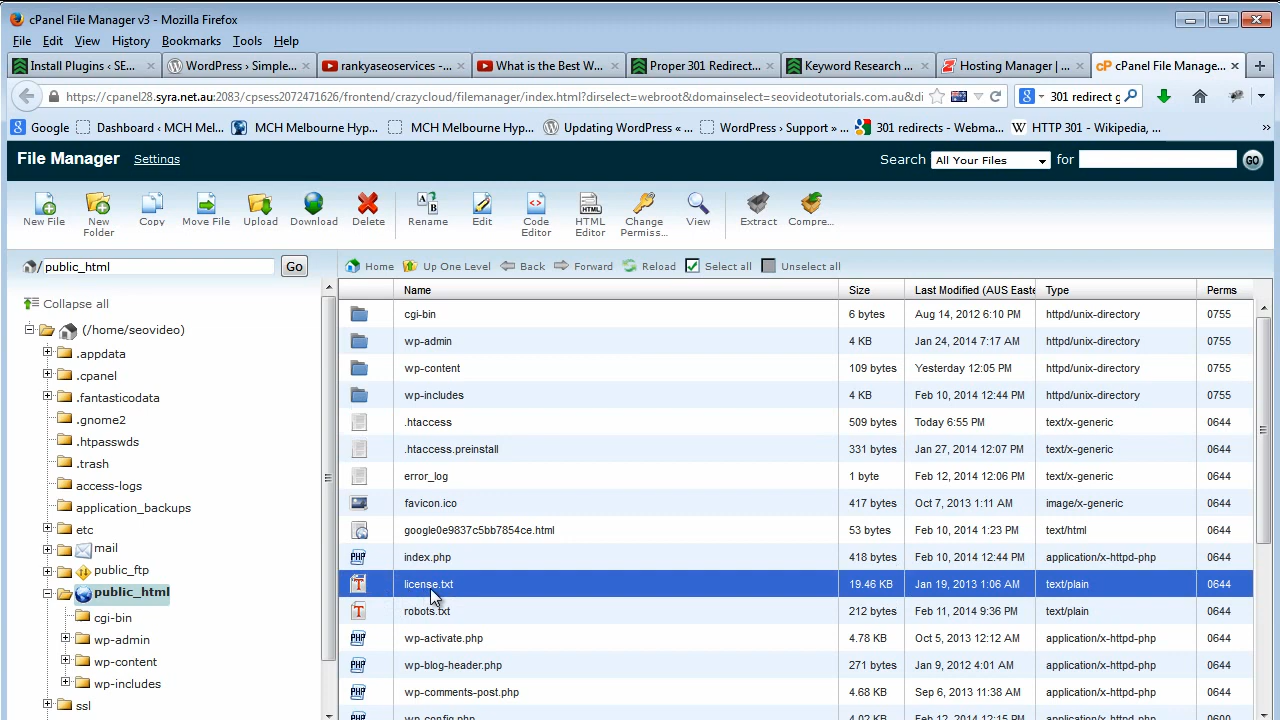 cPanel File Manager v3 - Mozilla Firefox
File Edit View History Bookmarks Tools Help
Install Plugins ‹ SE... WordPress › Simple... rankyaseoservices -... What is the Best W... Proper 301 Redirect... Keyword Research ... Hosting Manager | ... cPanel File Manage...
https://cpanel28.syra.net.au:2083/cpsess2072471626/frontend/crazycloud/filemanager/index.html?dirselect=webroot&domainselect=seovideotutorials.com.au&di 301 redirect g
Google Dashboard ‹ MCH Mel... MCH Melbourne Hyp... MCH Melbourne Hyp... Updating WordPress «... WordPress › Support »... 301 redirects - Webma... HTTP 301 - Wikipedia, ... »
File Manager Settings Search All Your Files for GO
New File New Folder Copy Move File Upload Download Delete Rename Edit Code Editor HTML Editor Change Permiss... View Extract Compre...
/ public_html Go Home Up One Level Back Forward Reload Select all Unselect all
Collapse all
(/home/seovideo)
.appdata
.cpanel
.fantasticodata
.gnome2
.htpasswds
.trash
access-logs
application_backups
etc
mail
public_ftp
public_html
cgi-bin
wp-admin
wp-content
wp-includes
ssl
Name Size Last Modified (AUS Easte Type Perms
cgi-bin 6 bytes Aug 14, 2012 6:10 PM httpd/unix-directory 0755
wp-admin 4 KB Jan 24, 2014 7:17 AM httpd/unix-directory 0755
wp-content 109 bytes Yesterday 12:05 PM httpd/unix-directory 0755
wp-includes 4 KB Feb 10, 2014 12:44 PM httpd/unix-directory 0755
.htaccess 509 bytes Today 6:55 PM text/x-generic 0644
.htaccess.preinstall 331 bytes Jan 27, 2014 12:07 PM text/x-generic 0644
error_log 1 byte Feb 12, 2014 12:06 PM text/x-generic 0644
favicon.ico 417 bytes Oct 7, 2013 1:11 AM image/x-generic 0644
google0e9837c5bb7854ce.html 53 bytes Feb 10, 2014 1:23 PM text/html 0644
index.php 418 bytes Feb 10, 2014 12:44 PM application/x-httpd-php 0644
license.txt 19.46 KB Jan 19, 2013 1:06 AM text/plain 0644
robots.txt 212 bytes Feb 11, 2014 9:36 PM text/plain 0644
wp-activate.php 4.78 KB Oct 5, 2013 12:12 AM application/x-httpd-php 0644
wp-blog-header.php 271 bytes Jan 9, 2012 4:01 AM application/x-httpd-php 0644
wp-comments-post.php 4.68 KB Sep 6, 2013 11:38 AM application/x-httpd-php 0644
wp-config.php 4.02 KB Feb 12, 2014 12:15 PM application/x-httpd-php 0600